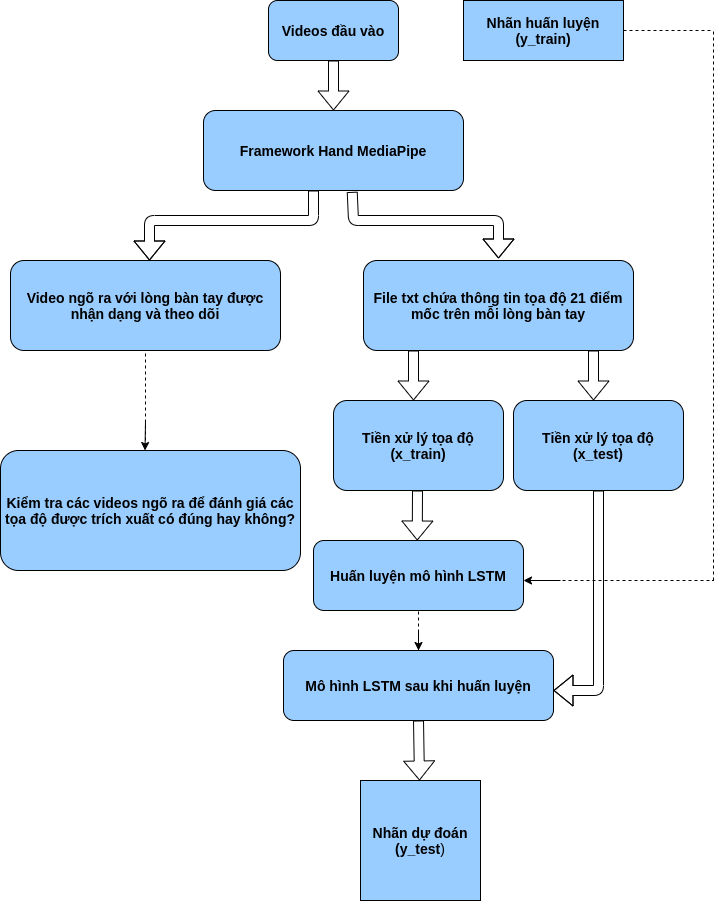 Videos đầu vào
Nhãn huấn luyện
(y_train)
Framework Hand MediaPipe
Video ngõ ra với lòng bàn tay được
nhận dạng và theo dõi
File txt chứa thông tin tọa độ 21 điểm
mốc trên mỗi lòng bàn tay
Tiền xử lý tọa độ
(x_train)
Tiền xử lý tọa độ
(x_test)
Kiểm tra các videos ngõ ra để đánh giá các
tọa độ được trích xuất có đúng hay không?
Huấn luyện mô hình LSTM
Mô hình LSTM sau khi huấn luyện
Nhãn dự đoán
(y_test)